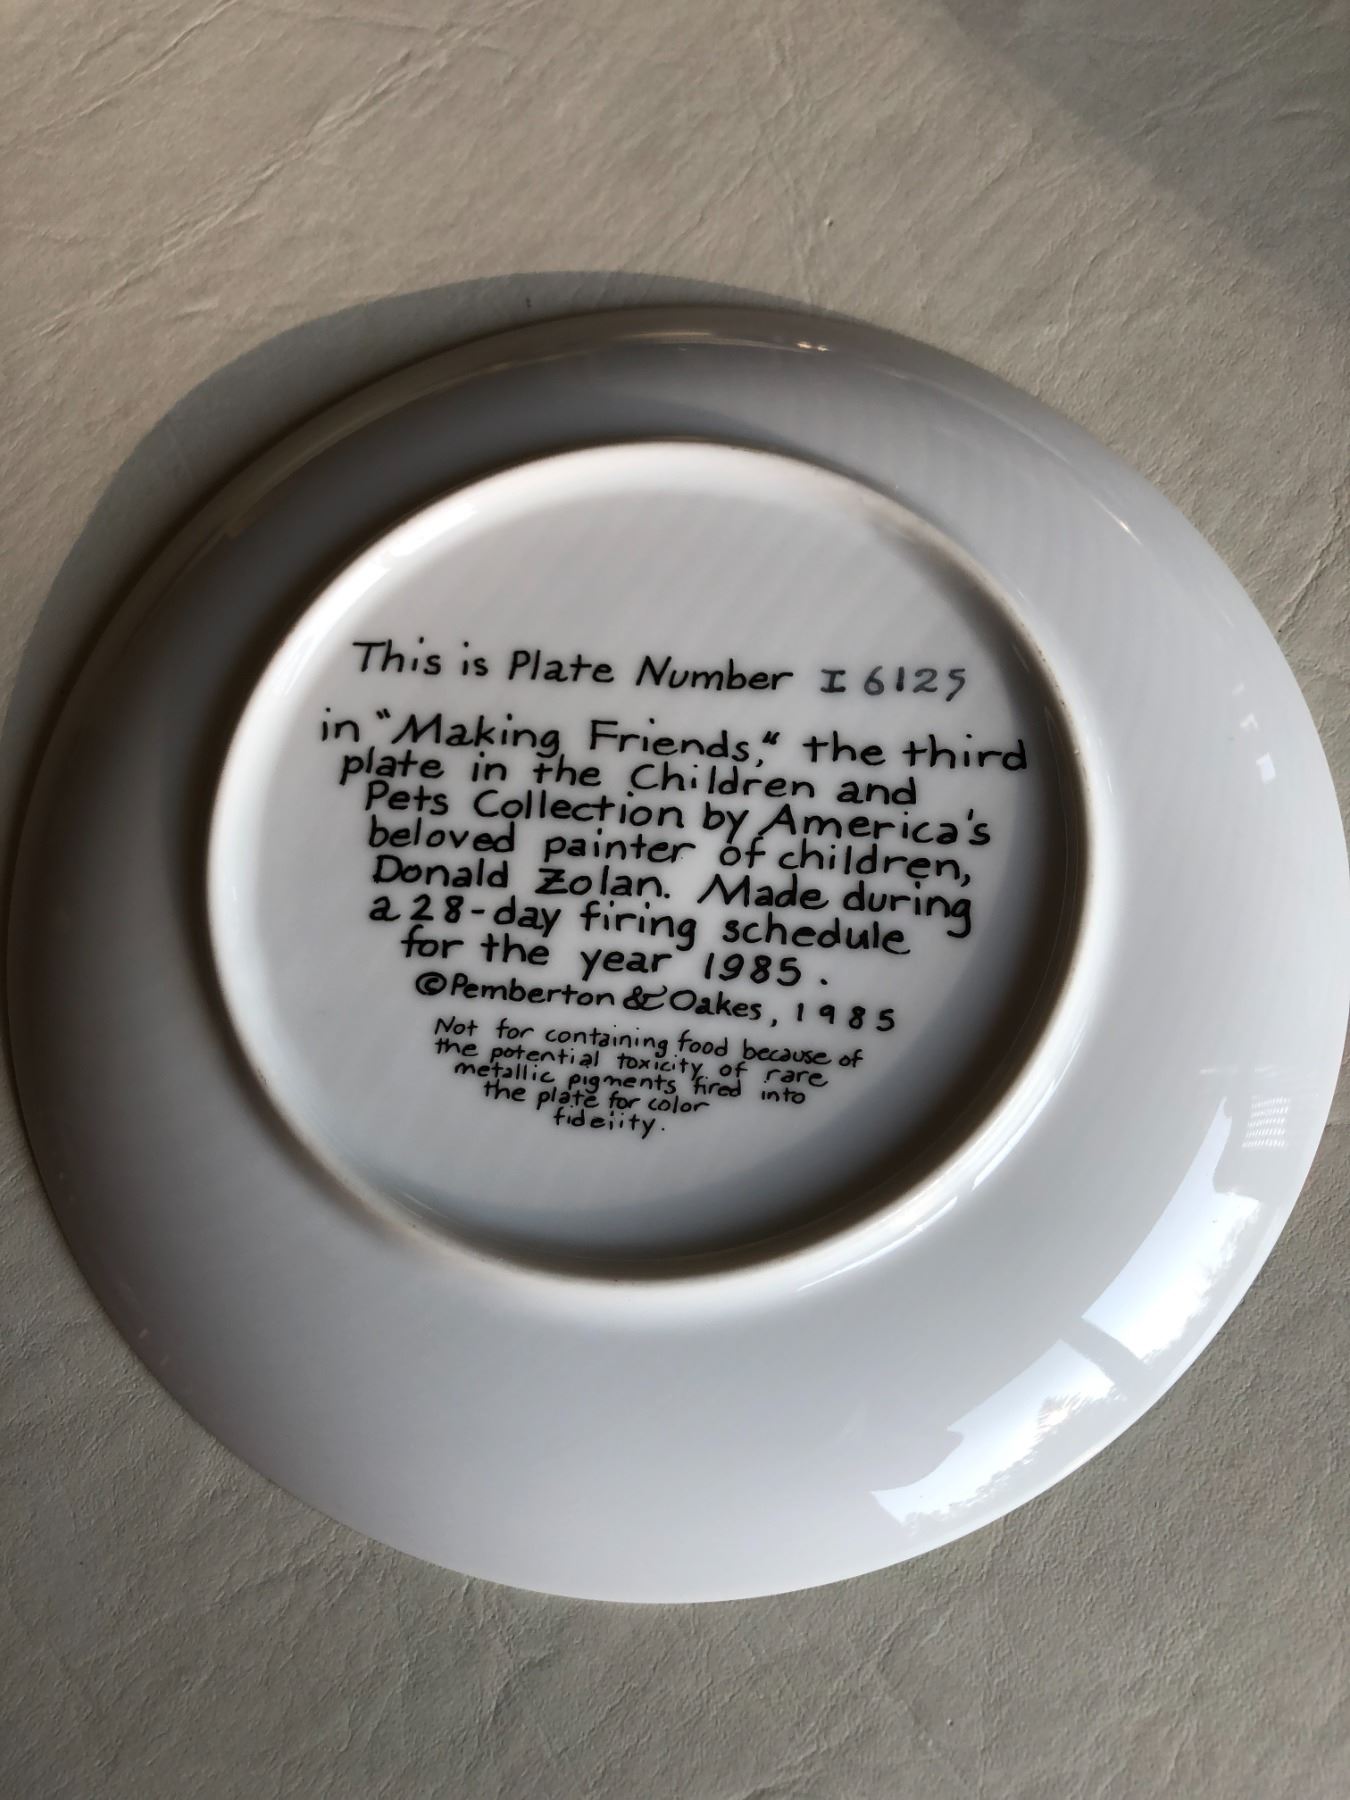 This is Plate Number I 6125
in "Making Friends," the third
plate in the Children and
Pets Collection by America's
beloved painter of children,
Donald Zolan. Made during
a 28-day firing schedule
for the year 1985.
©Pemberton & Oakes, 1985
Not for containing food because of
the potential toxicity of rare
metallic pigments fired into
the plate for color
fidelity.